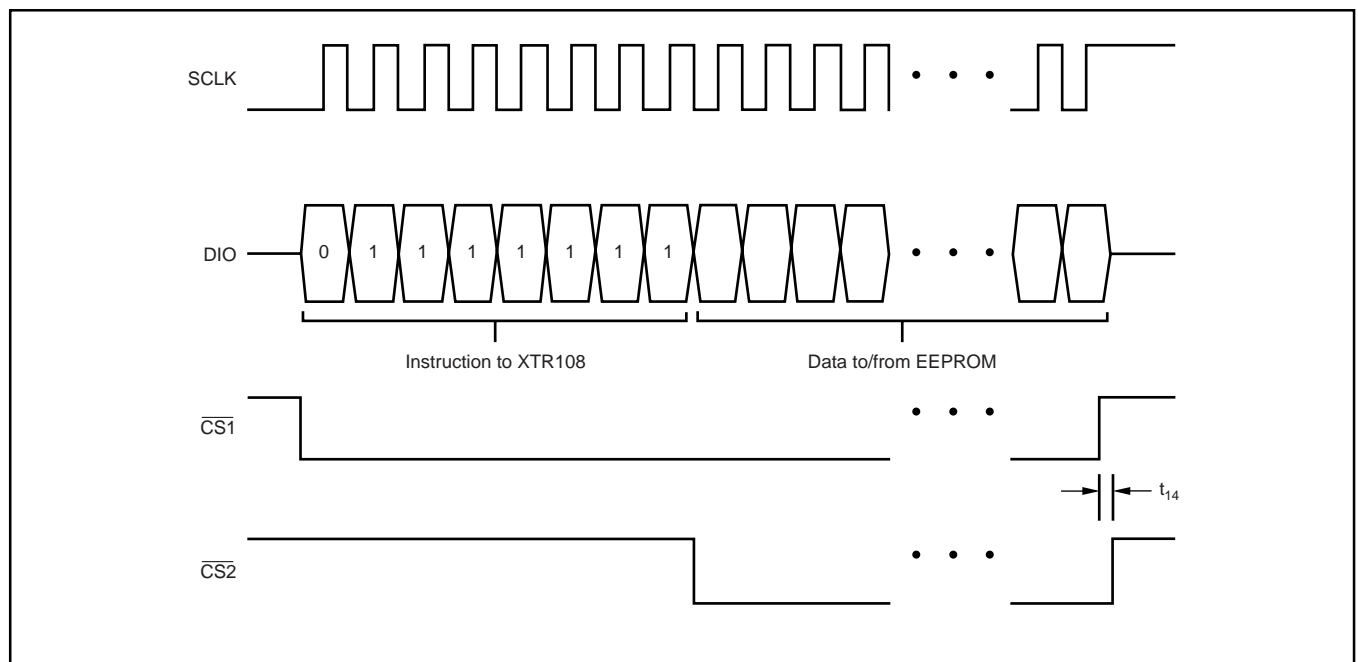 SCLK
DIO
0 1 1 1 1 1 1 1
Instruction to XTR108
Data to/from EEPROM
CS1
t14
CS2